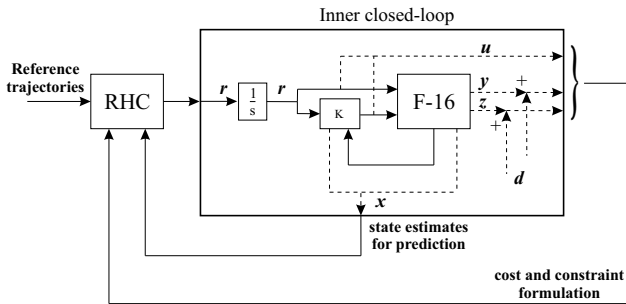 Inner closed-loop
Reference
trajectories
RHC
r
1
s
r
K
F-16
u
y
z
+
+
d
x
state estimates
for prediction
cost and constraint
formulation